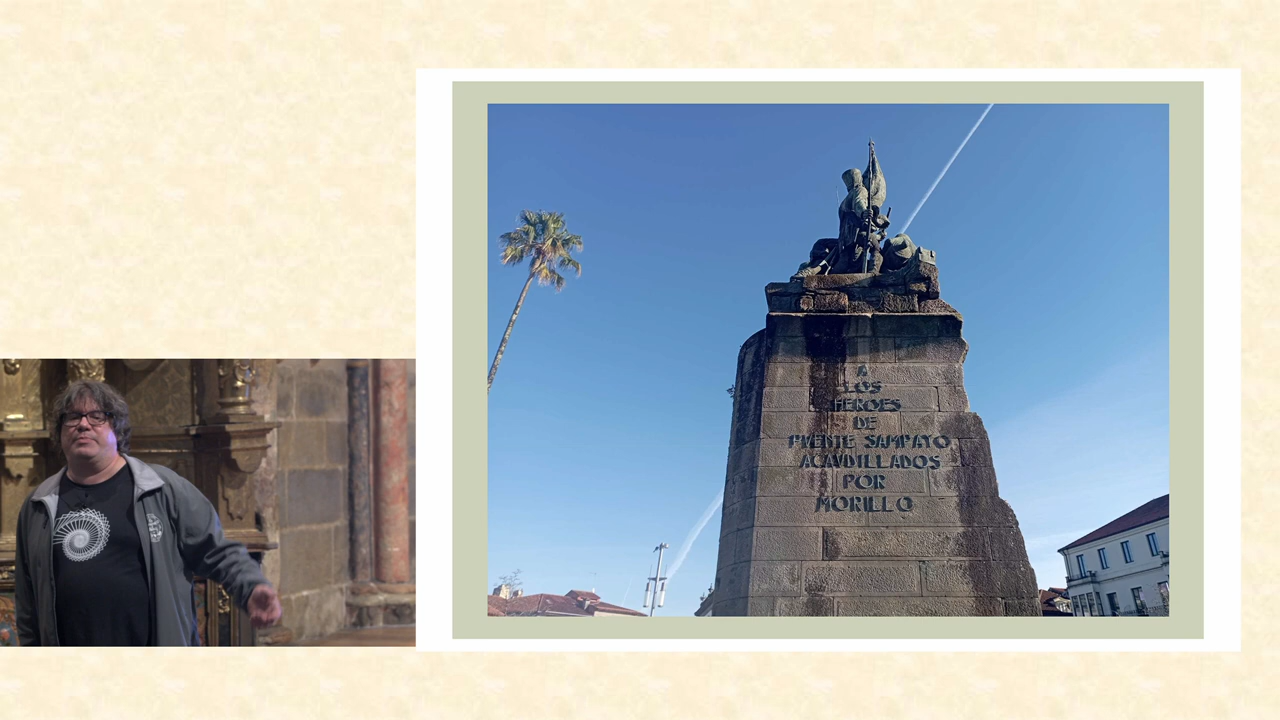 A
LOS
HEROES
DE
PUENTE SAMPAYO
ACAUDILLADOS
POR
MORILLO